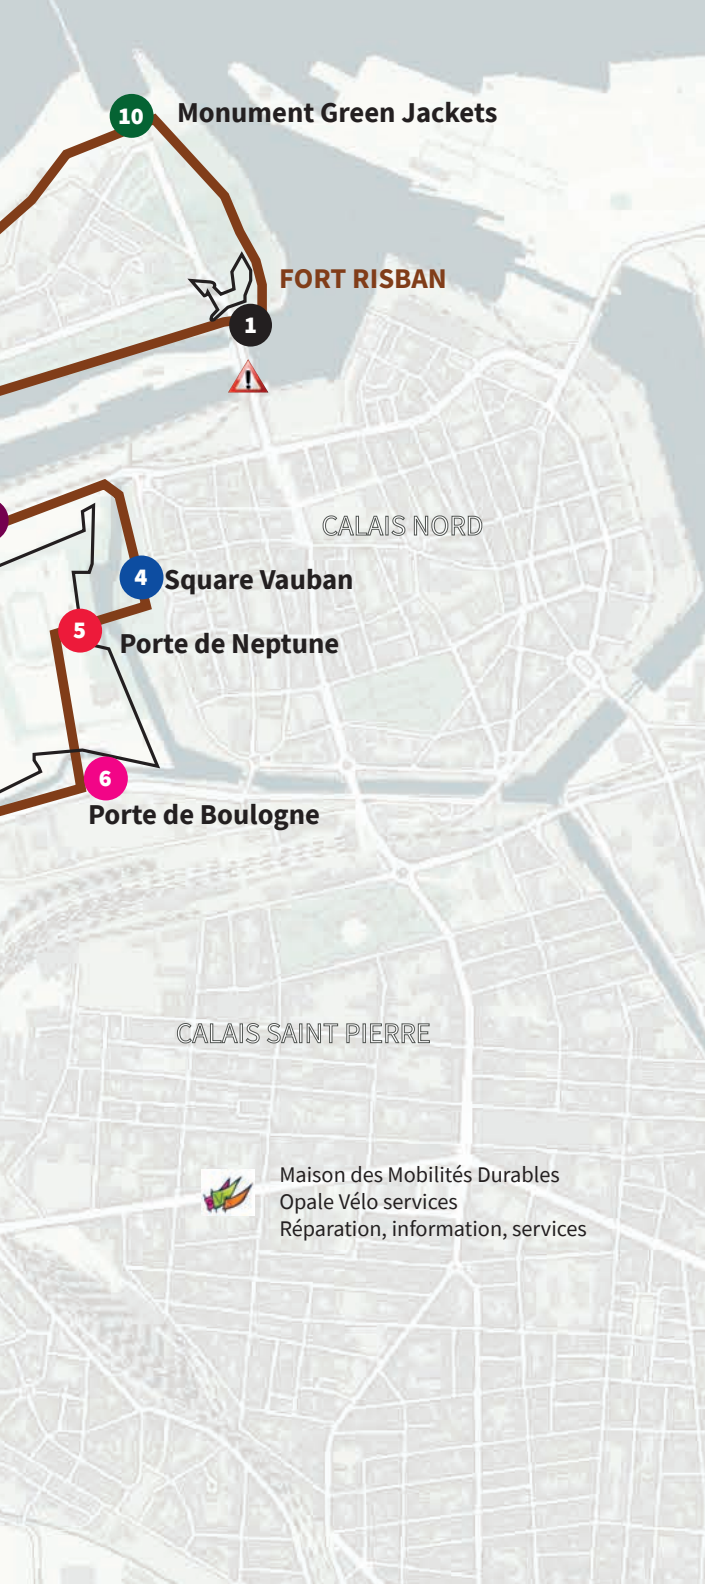 10 Monument Green Jackets
FORT RISBAN
1
!
CALAIS NORD
4 Square Vauban
5
Porte de Neptune
6
Porte de Boulogne
CALAIS SAINT PIERRE
Maison des Mobilités Durables
Opale Vélo services
Réparation, information, services